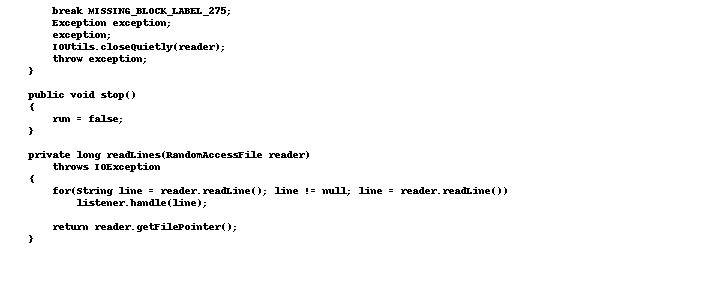 break MISSING_BLOCK_LABEL_275;
Exception exception;
exception;
IOUtils.closeQuietly(reader);
throw exception;
}
public void stop()
{
run = false;
}
private long readLines(RandomAccessFile reader)
throws IOException
{
for(String line = reader.readLine(); line != null; line = reader.readLine())
listener.handle(line);
return reader.getFilePointer();
}